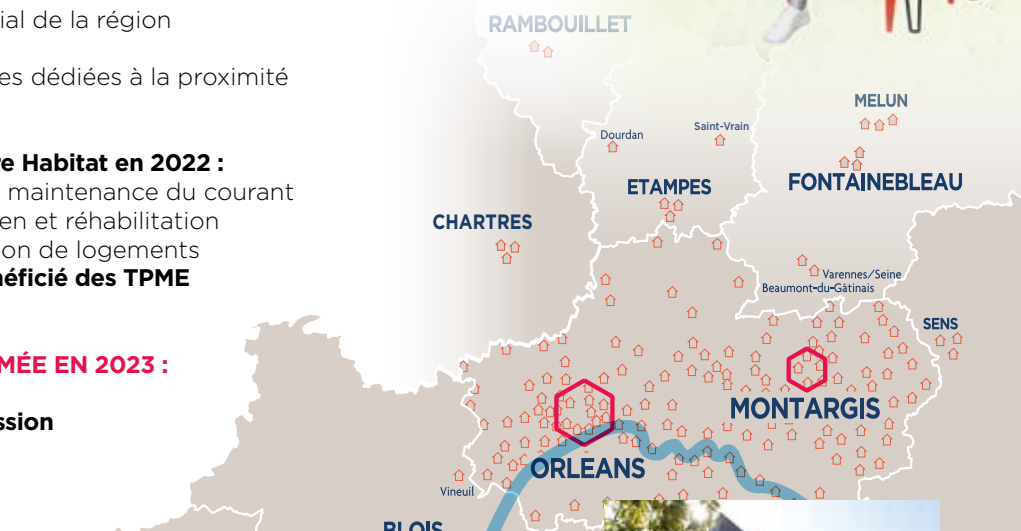 ial de la région
es dédiées à la proximité
re Habitat en 2022 :
maintenance du courant
en et réhabilitation
on de logements
néficié des TPME
MÉE EN 2023 :
ssion
RAMBOUILLET
MELUN
Dourdan
Saint-Vrain
ETAMPES
FONTAINEBLEAU
CHARTRES
Varennes/Seine
Beaumont-du-Gâtinais
SENS
MONTARGIS
ORLEANS
Vineuil
BLOIS